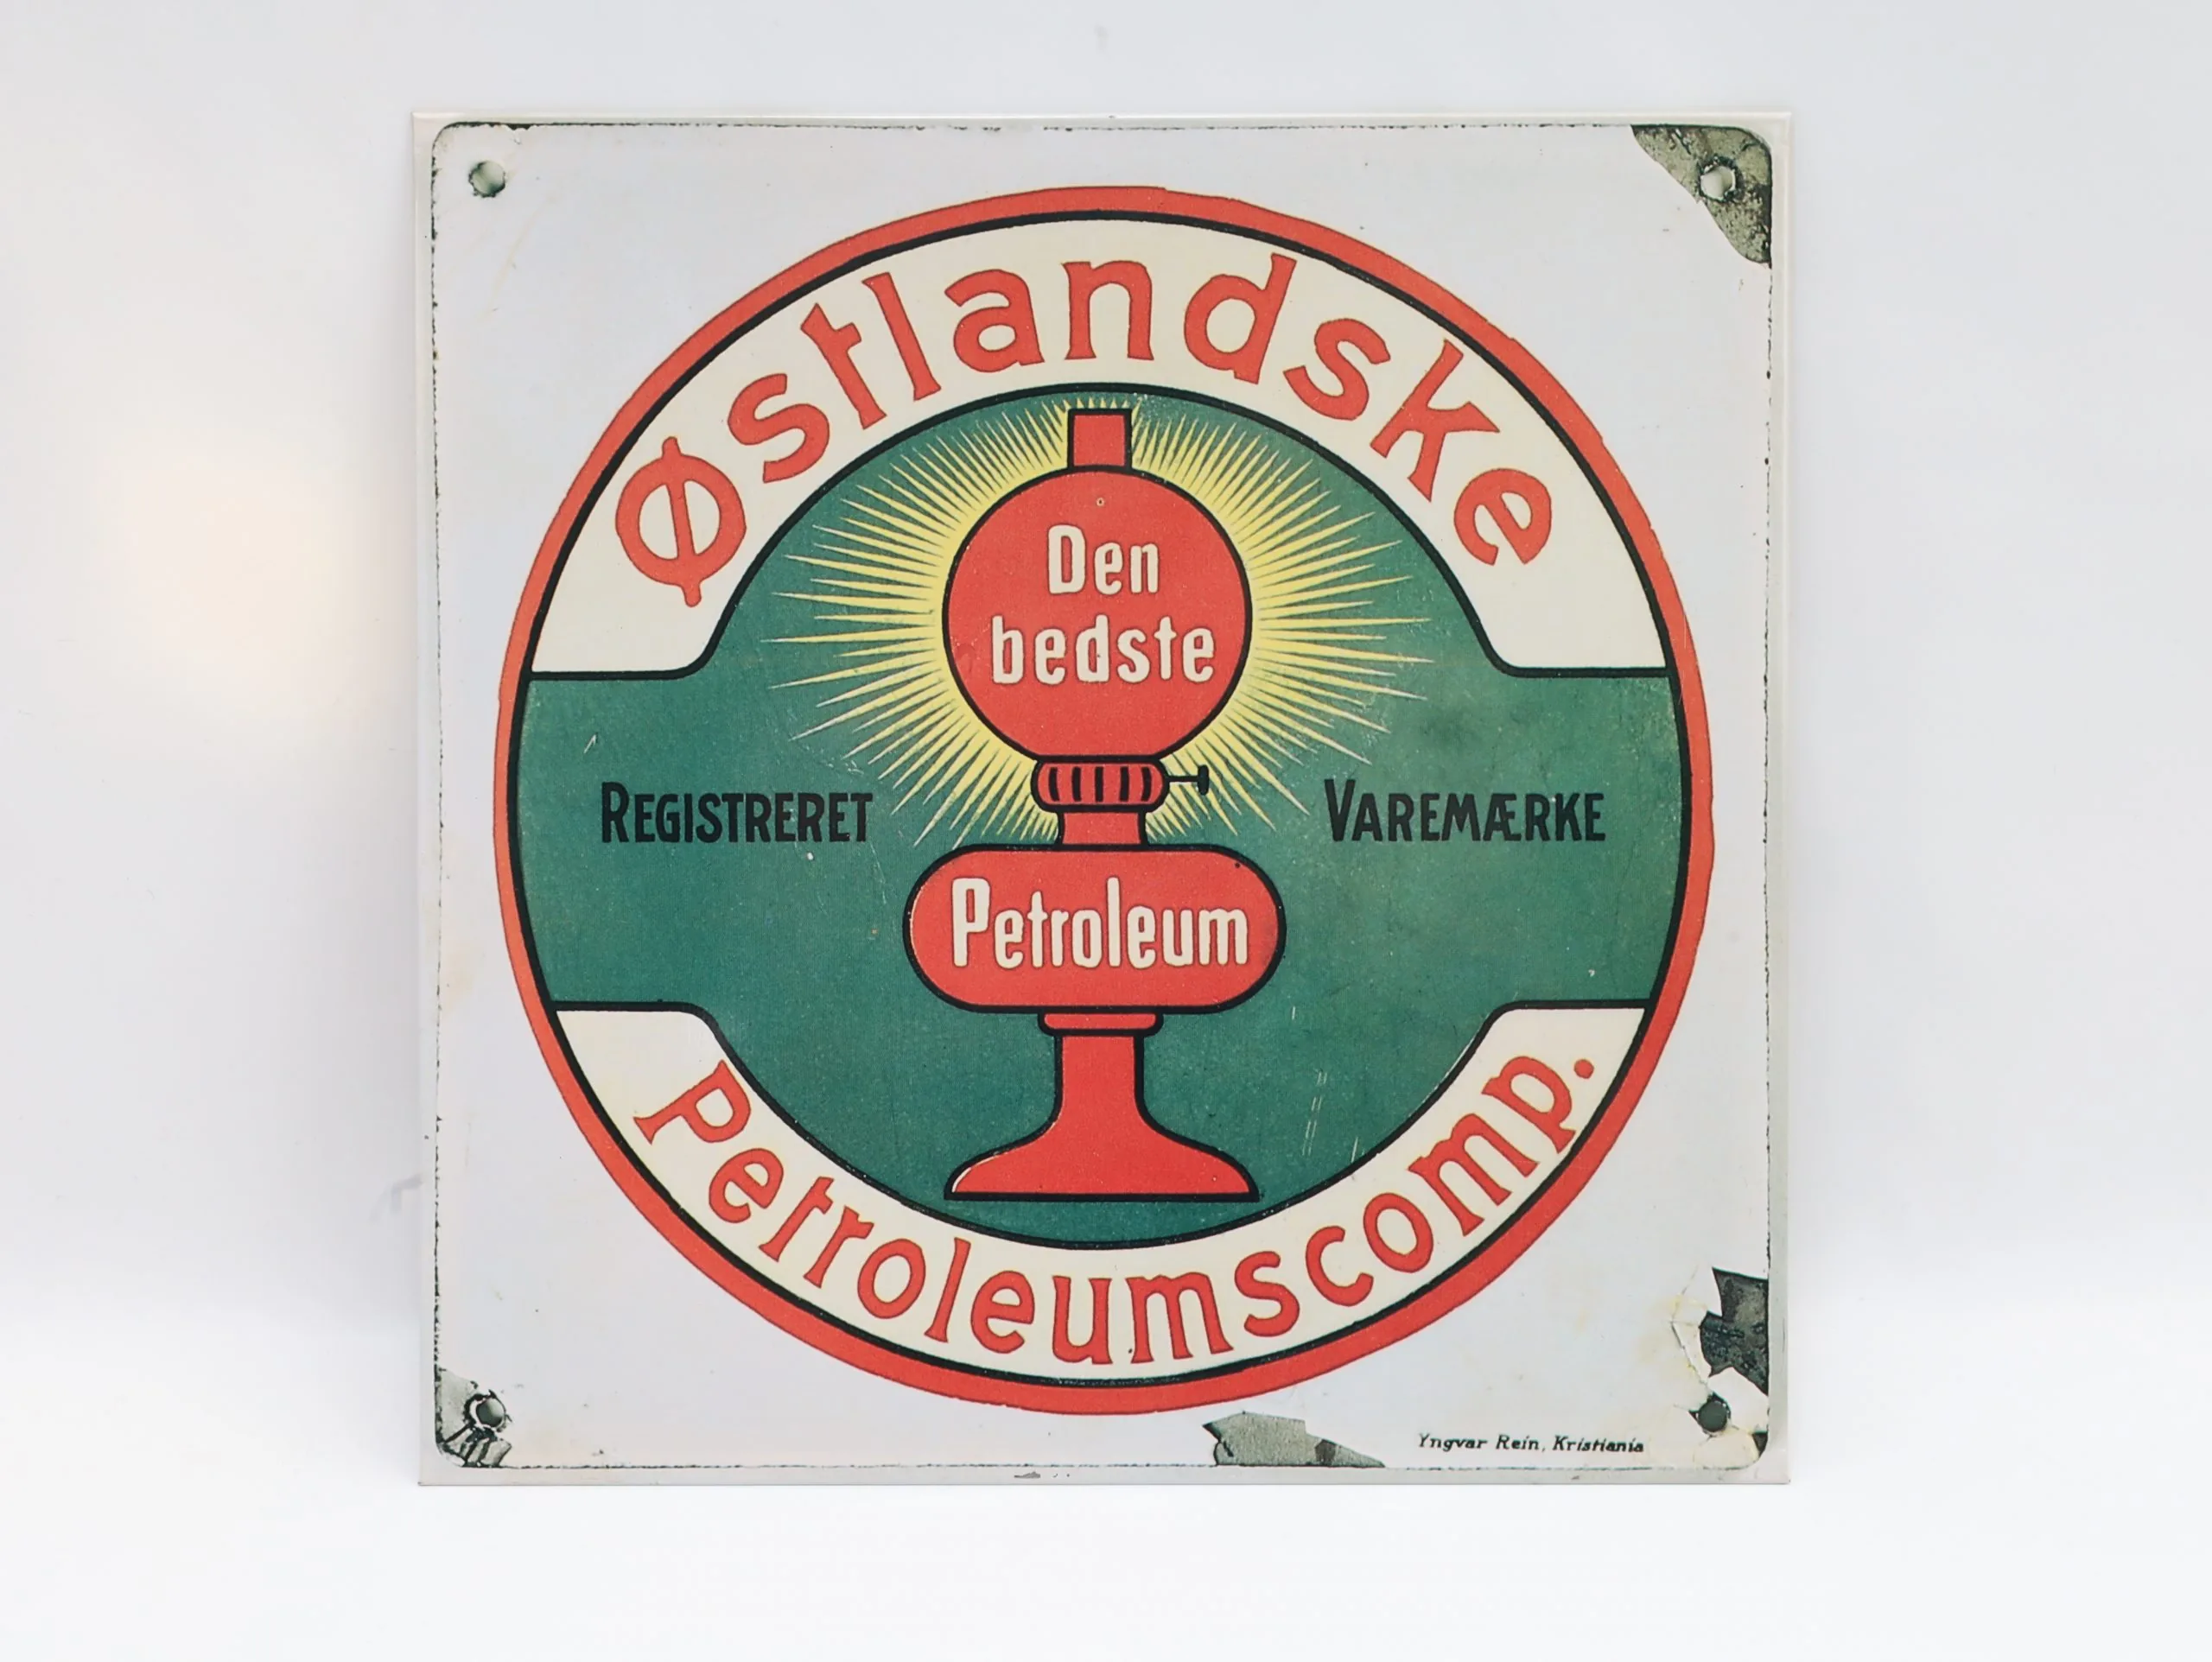 Østlandske
Den
bedste
REGISTRERET
VAREMÆRKE
Petroleum
Petroleumscomp.
Yngvar Rein, Kristiania